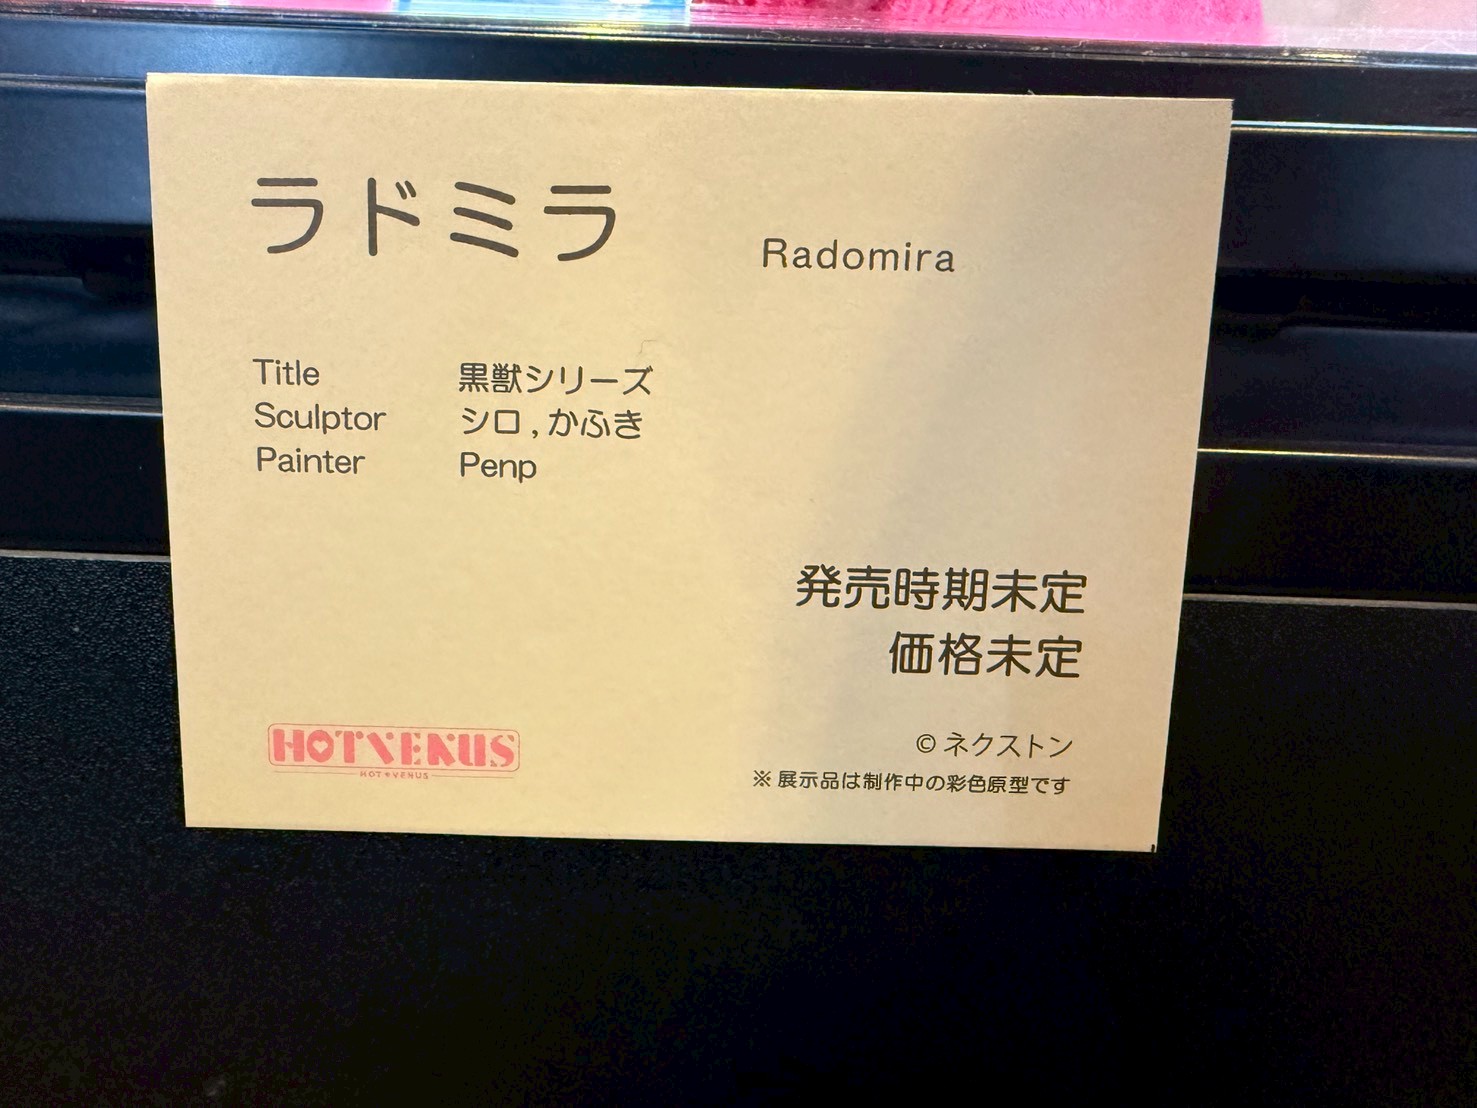 ラドミラ Radomira
Title 黒獣シリーズ
Sculptor シロ,かふき
Painter Penp
発売時期未定
価格未定
HOTVENUS
HOT♥VENUS
©ネクストン
※展示品は制作中の彩色原型です